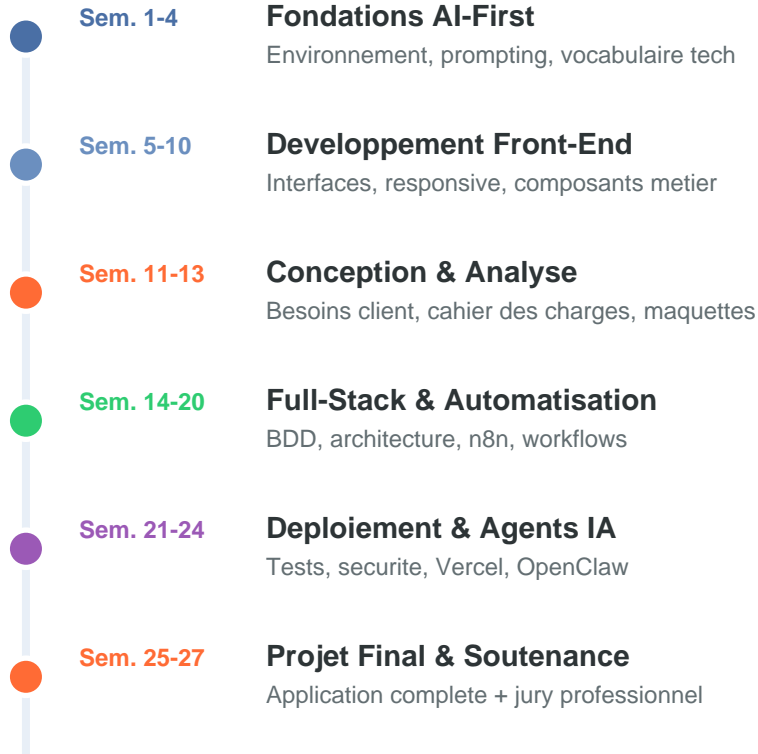 Sem. 1-4
Fondations AI-First
Environnement, prompting, vocabulaire tech
Sem. 5-10
Developpement Front-End
Interfaces, responsive, composants metier
Sem. 11-13
Conception & Analyse
Besoins client, cahier des charges, maquettes
Sem. 14-20
Full-Stack & Automatisation
BDD, architecture, n8n, workflows
Sem. 21-24
Deploiement & Agents IA
Tests, securite, Vercel, OpenClaw
Sem. 25-27
Projet Final & Soutenance
Application complete + jury professionnel